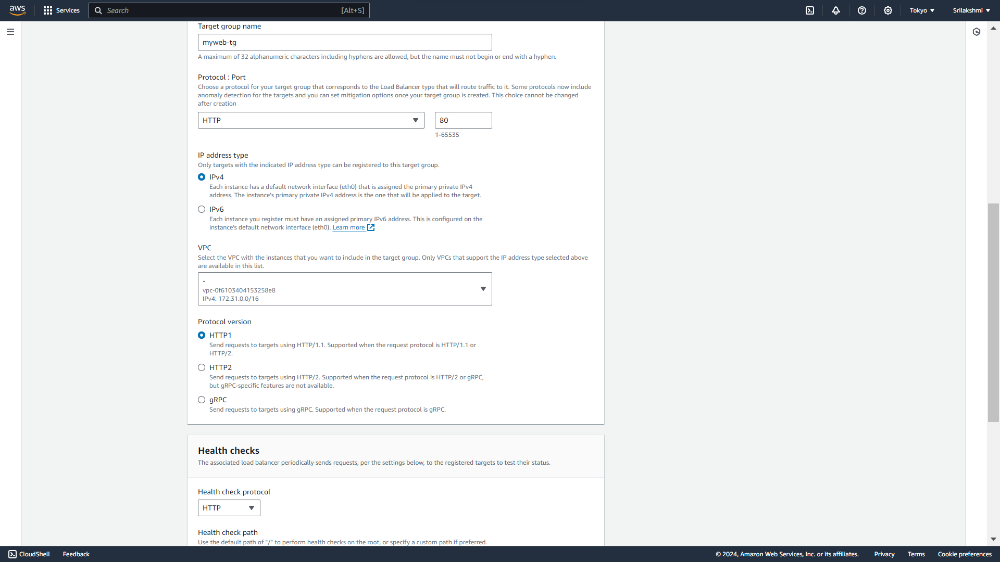 aws
Services
Search
[Alt+S]
Tokyo
Srilakshmi
Target group name
myweb-tg
A maximum of 32 alphanumeric characters including hyphens are allowed, but the name must not begin or end with a hyphen.
Protocol : Port
Choose a protocol for your target group that corresponds to the Load Balancer type that will route traffic to it. Some protocols now include
anomaly detection for the targets and you can set mitigation options once your target group is created. This choice cannot be changed
after creation
HTTP
80
1-65535
IP address type
Only targets with the indicated IP address type can be registered to this target group.
IPv4
Each instance has a default network interface (eth0) that is assigned the primary private IPv4
address. The instance's primary private IPv4 address is the one that will be applied to the target.
IPv6
Each instance you register must have an assigned primary IPv6 address. This is configured on the
instance's default network interface (eth0). Learn more
VPC
Select the VPC with the instances that you want to include in the target group. Only VPCs that support the IP address type selected above
are available in this list.
-
vpc-0f6103404153258e8
IPv4: 172.31.0.0/16
Protocol version
HTTP1
Send requests to targets using HTTP/1.1. Supported when the request protocol is HTTP/1.1 or
HTTP/2.
HTTP2
Send requests to targets using HTTP/2. Supported when the request protocol is HTTP/2 or gRPC,
but gRPC-specific features are not available.
gRPC
Send requests to targets using gRPC. Supported when the request protocol is gRPC.
Health checks
The associated load balancer periodically sends requests, per the settings below, to the registered targets to test their status.
Health check protocol
HTTP
Health check path
Use the default path of "/" to perform health checks on the root, or specify a custom path if preferred.
CloudShell
Feedback
© 2024, Amazon Web Services, Inc. or its affiliates.
Privacy
Terms
Cookie preferences